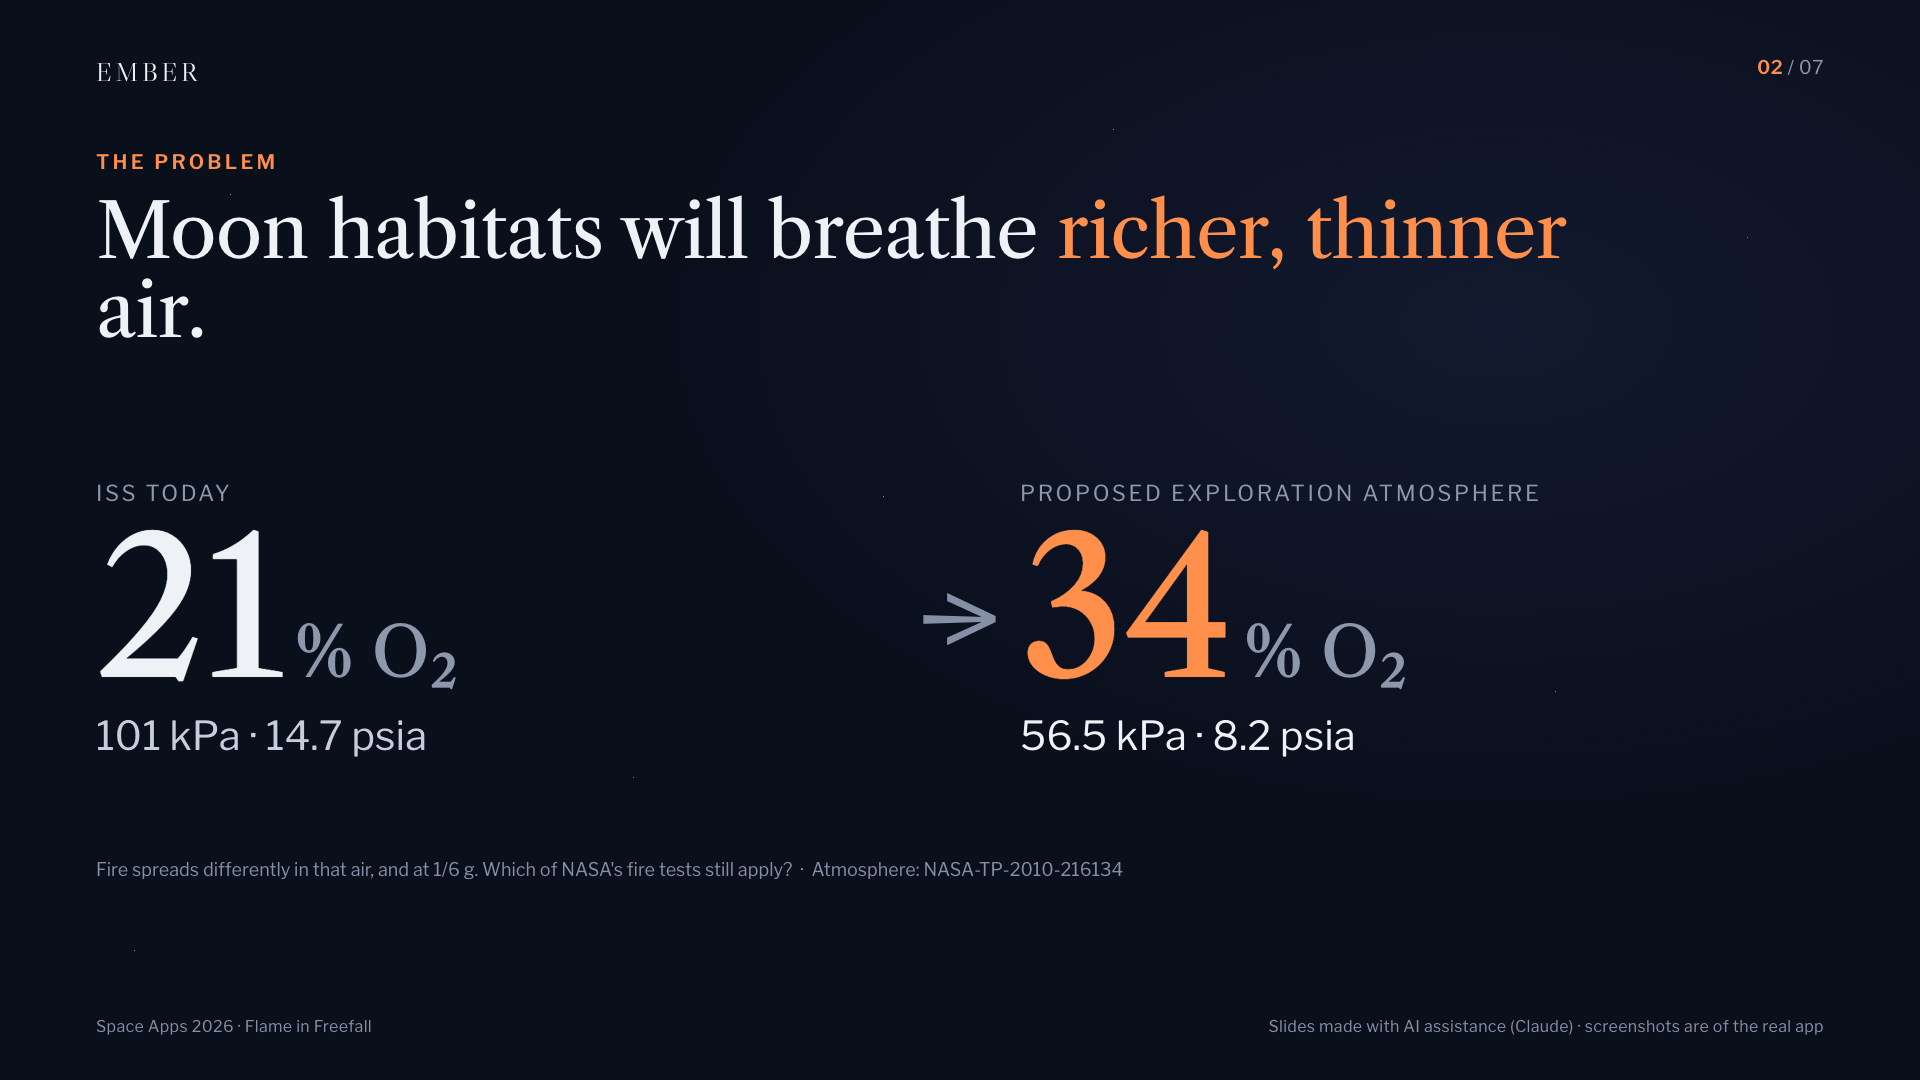 EMBER
02 / 07
THE PROBLEM
Moon habitats will breathe richer, thinner
air.
ISS TODAY
21% O₂
101 kPa · 14.7 psia
→
PROPOSED EXPLORATION ATMOSPHERE
34% O₂
56.5 kPa · 8.2 psia
Fire spreads differently in that air, and at 1/6 g. Which of NASA's fire tests still apply? · Atmosphere: NASA-TP-2010-216134
Space Apps 2026 · Flame in Freefall
Slides made with AI assistance (Claude) · screenshots are of the real app